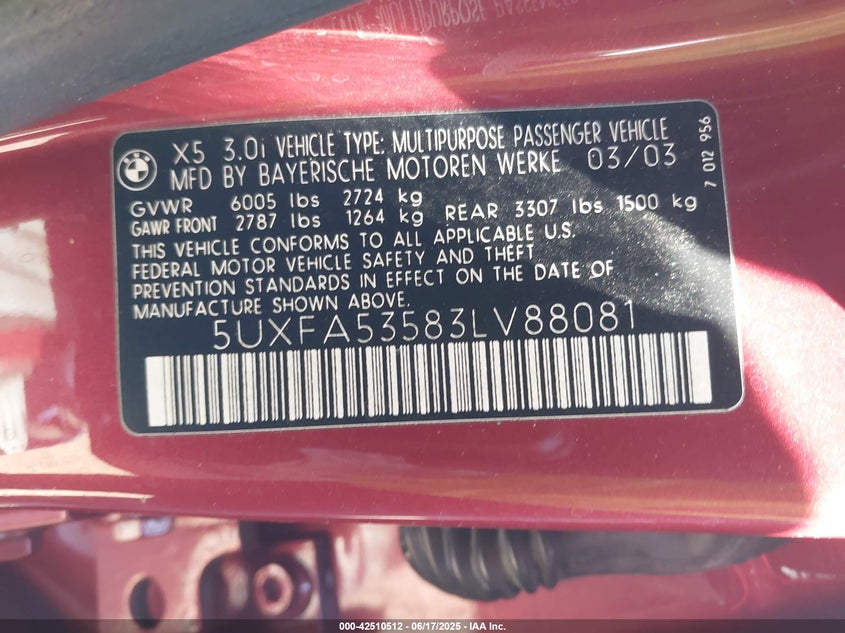 X5 3.0i VEHICLE TYPE: MULTIPURPOSE PASSENGER VEHICLE
MFD BY BAYERISCHE MOTOREN WERKE 03/03
GVWR 6005 lbs 2724 kg
GAWR FRONT 2787 lbs 1264 kg REAR 3307 lbs 1500 kg
THIS VEHICLE CONFORMS TO ALL APPLICABLE U.S.
FEDERAL MOTOR VEHICLE SAFETY AND THEFT
PREVENTION STANDARDS IN EFFECT ON THE DATE OF
MANUFACTURE SHOWN ABOVE.
5UXFA53583LV88081
7 012 956
000-42510512 - 06/17/2025 - IAA Inc.